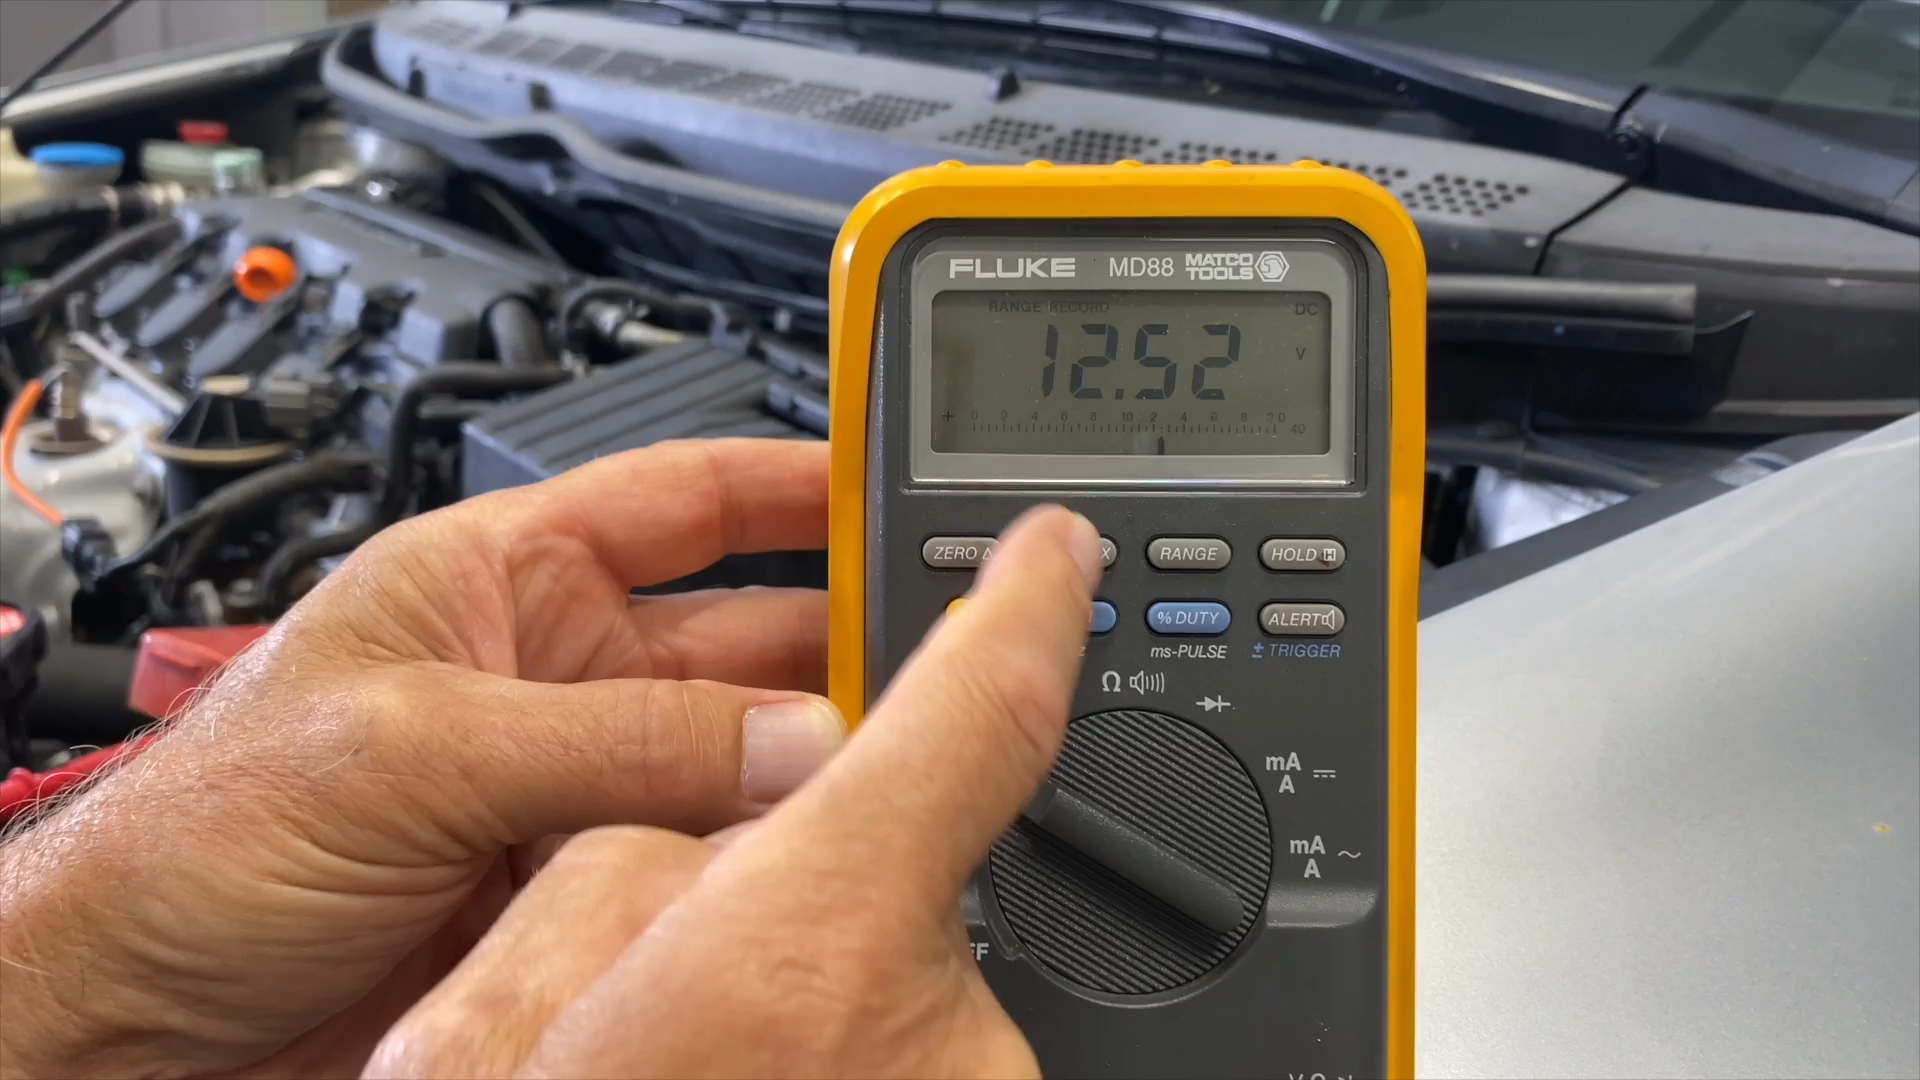 FLUKE MD88 MATCO TOOLS
RANGE RECORD DC
12.52 V
+ 0 2 4 6 8 10 2 4 6 8 20 40
ZERO Δ X RANGE HOLD H
% DUTY ALERT
z ms-PULSE ± TRIGGER
Ω
mA
A
mA
A ~
FF